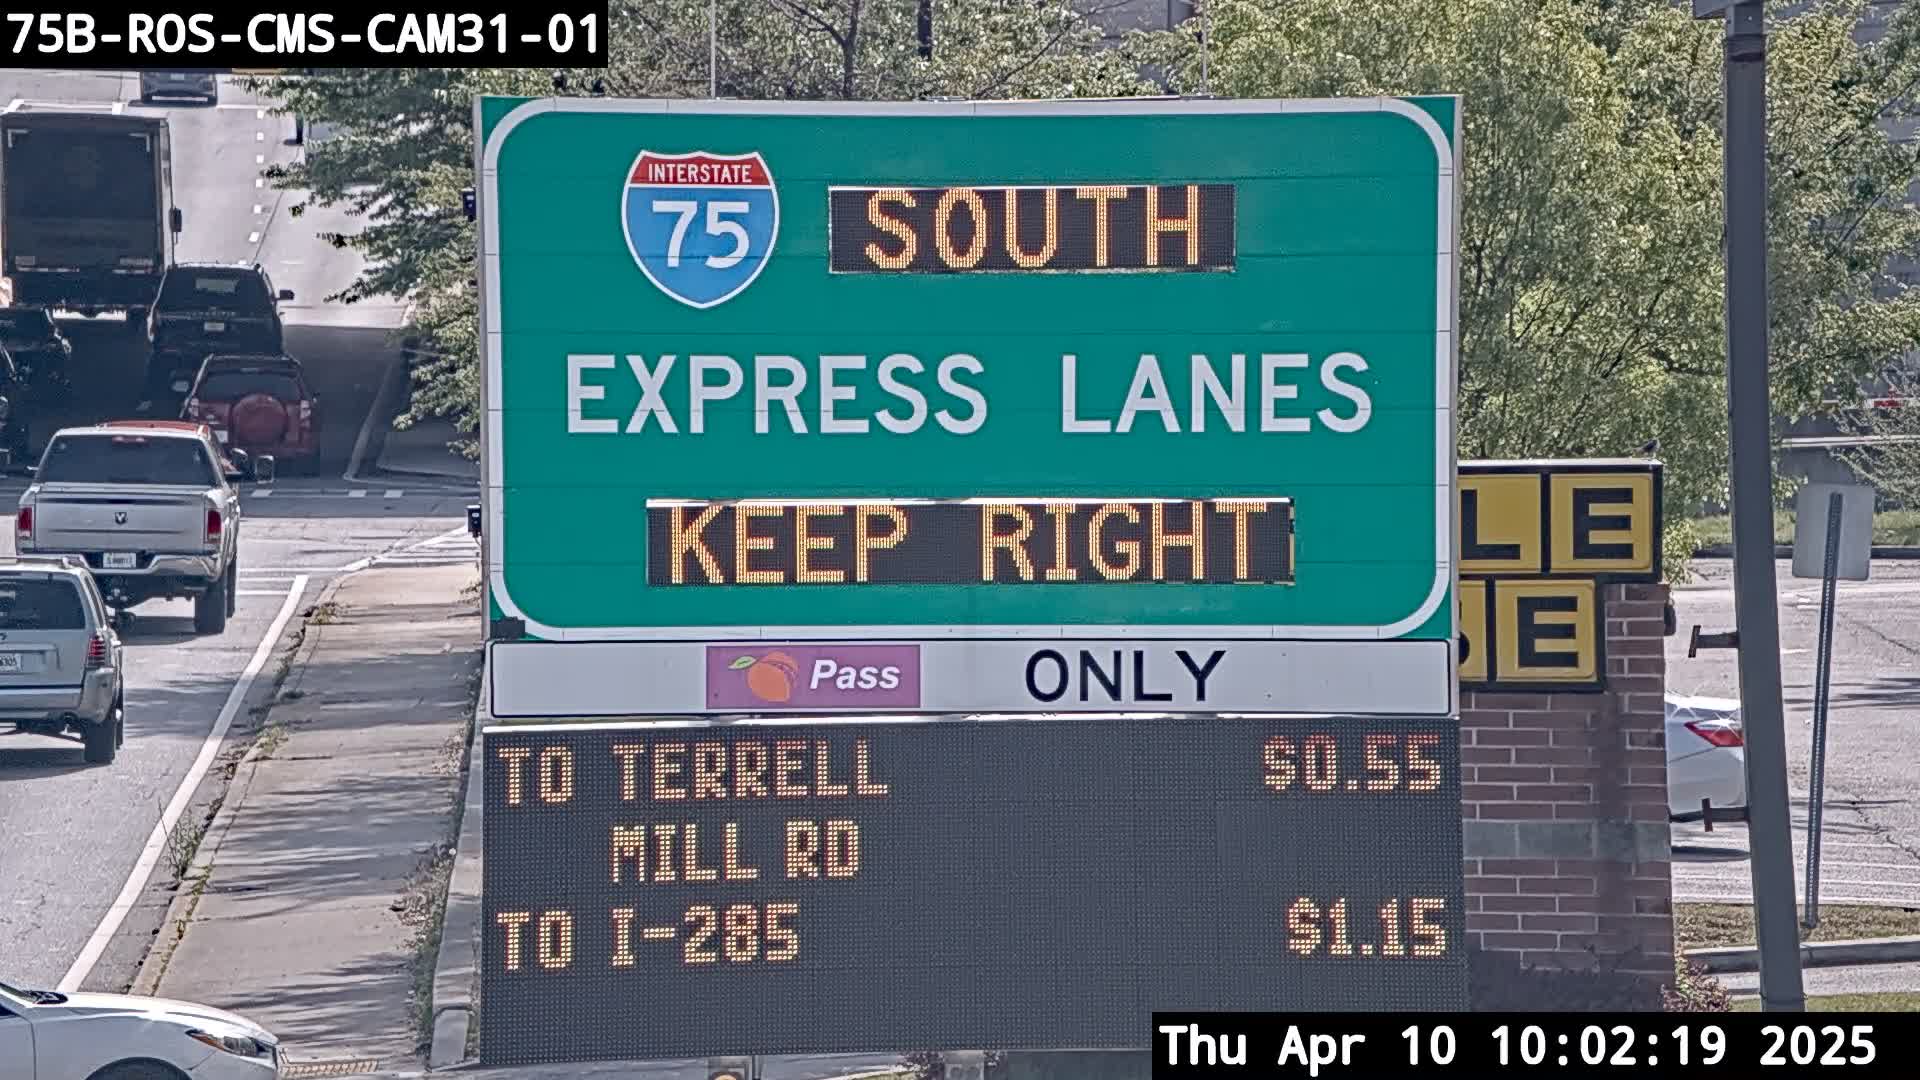 75B-ROS-CMS-CAM31-01
INTERSTATE
75
SOUTH
EXPRESS LANES
KEEP RIGHT
Pass ONLY
TO TERRELL $0.55
MILL RD
TO I-285 $1.15
LE
E
Thu Apr 10 10:02:19 2025